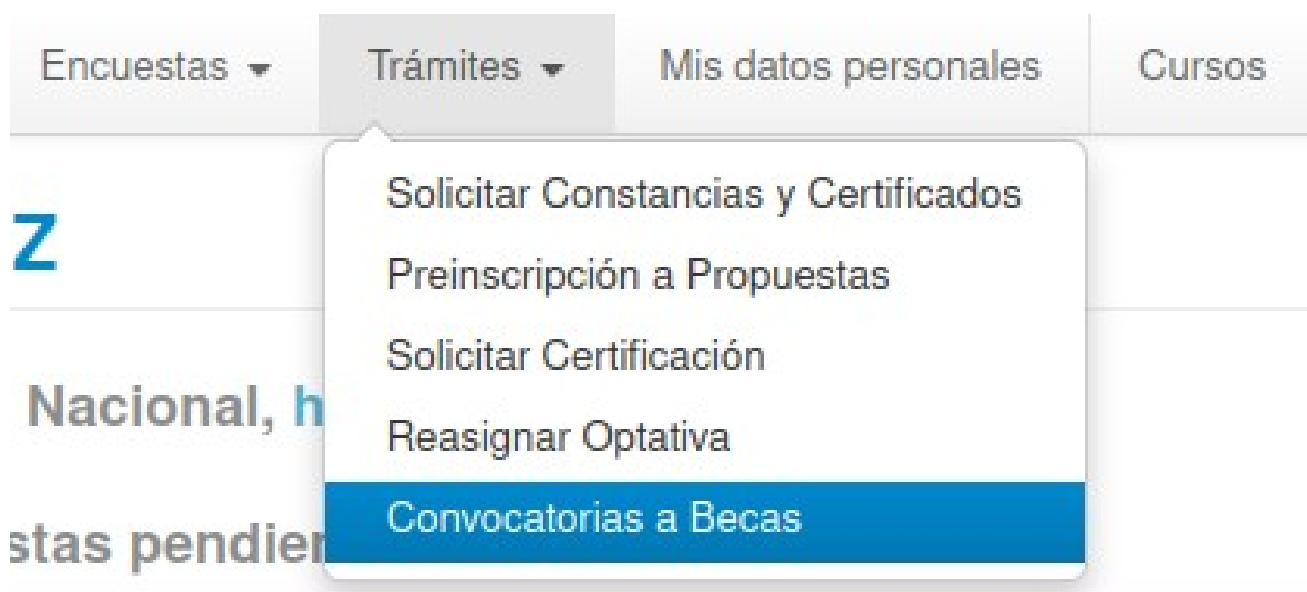 Encuestas Trámites Mis datos personales Cursos
Solicitar Constancias y Certificados
z
Preinscripción a Propuestas
Solicitar Certificación
Nacional, h
Reasignar Optativa
Convocatorias a Becas
stas pendier